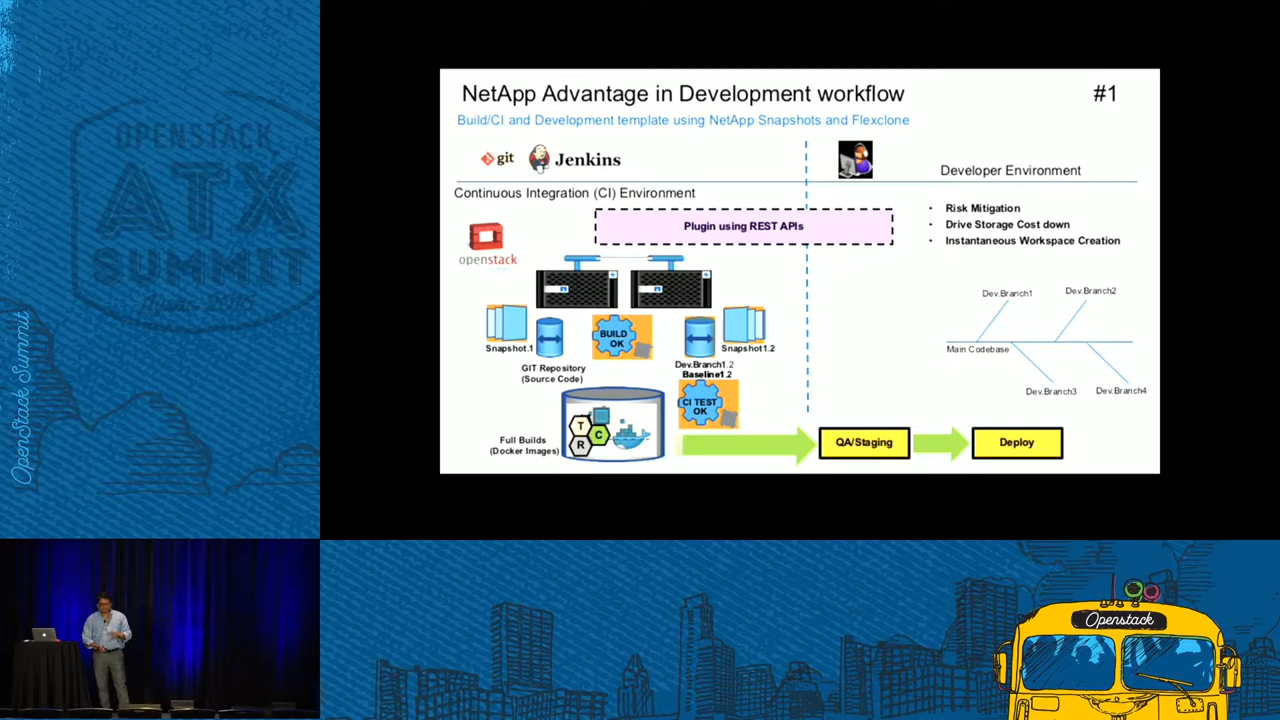 OPENSTACK
ATX
OpenStack Summit
NetApp Advantage in Development workflow
#1
Build/CI and Development template using NetApp Snapshots and Flexclone
git
Jenkins
Developer Environment
Continuous Integration (CI) Environment
Plugin using REST APIs
• Risk Mitigation
• Drive Storage Cost down
• Instantaneous Workspace Creation
openstack
Dev.Branch1
Dev.Branch2
Snapshot.1
BUILD
OK
Snapshot1.2
Main Codebase
GIT Repository
(Source Code)
Dev.Branch1.2
Baseline1.2
Dev.Branch3
Dev.Branch4
CI TEST
OK
Full Builds
(Docker Images)
T
C
R
QA/Staging
Deploy
Openstack